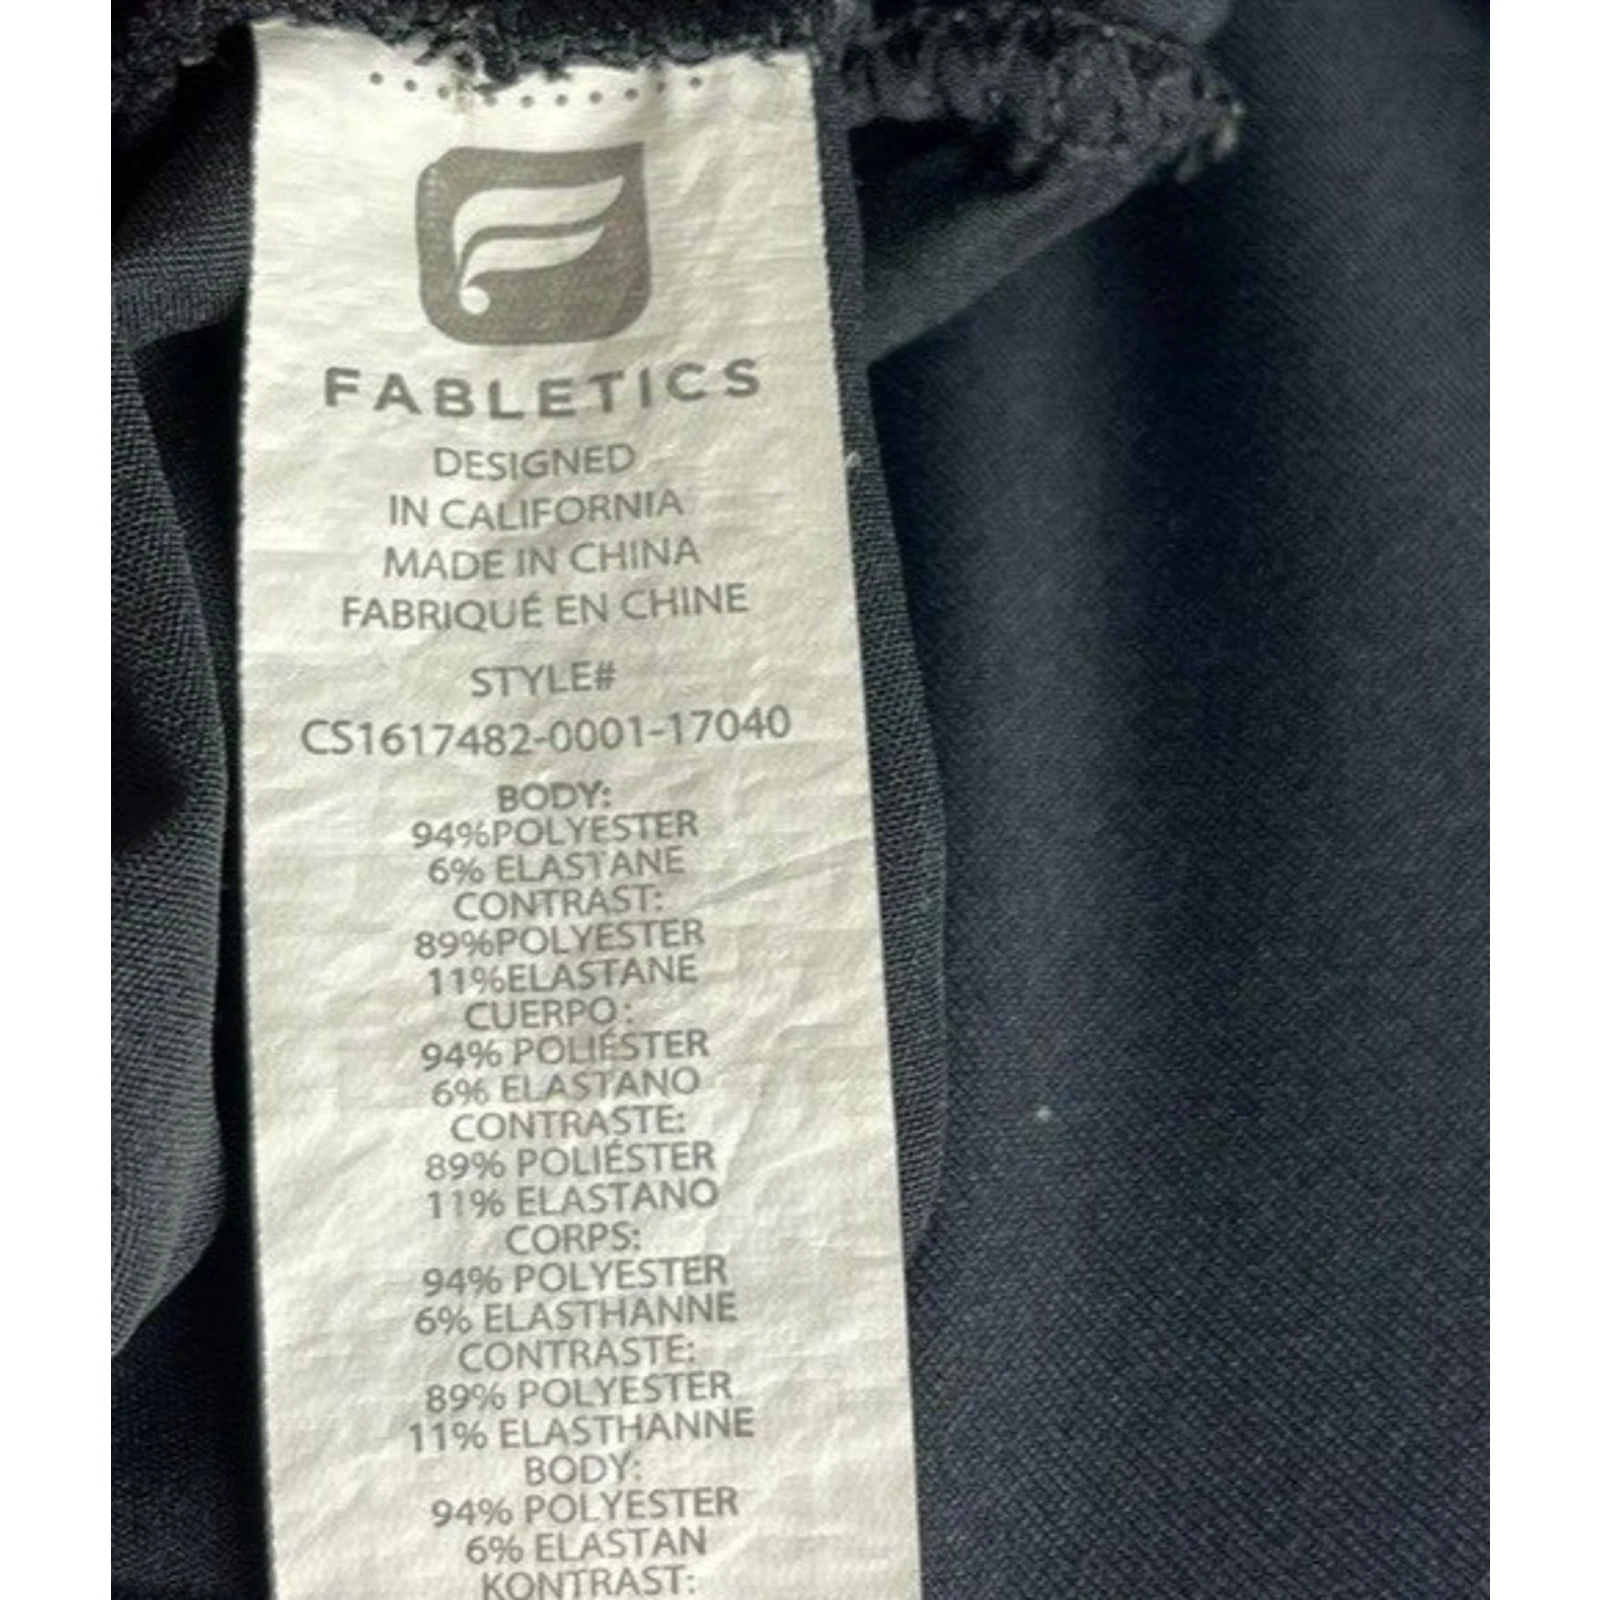 FABLETICS
DESIGNED
IN CALIFORNIA
MADE IN CHINA
FABRIQUÉ EN CHINE
STYLE#
CS1617482-0001-17040
BODY:
94%POLYESTER
6% ELASTANE
CONTRAST:
89%POLYESTER
11%ELASTANE
CUERPO:
94% POLIÉSTER
6% ELASTANO
CONTRASTE:
89% POLIÉSTER
11% ELASTANO
CORPS:
94% POLYESTER
6% ELASTHANNE
CONTRASTE:
89% POLYESTER
11% ELASTHANNE
BODY:
94% POLYESTER
6% ELASTAN
KONTRAST: